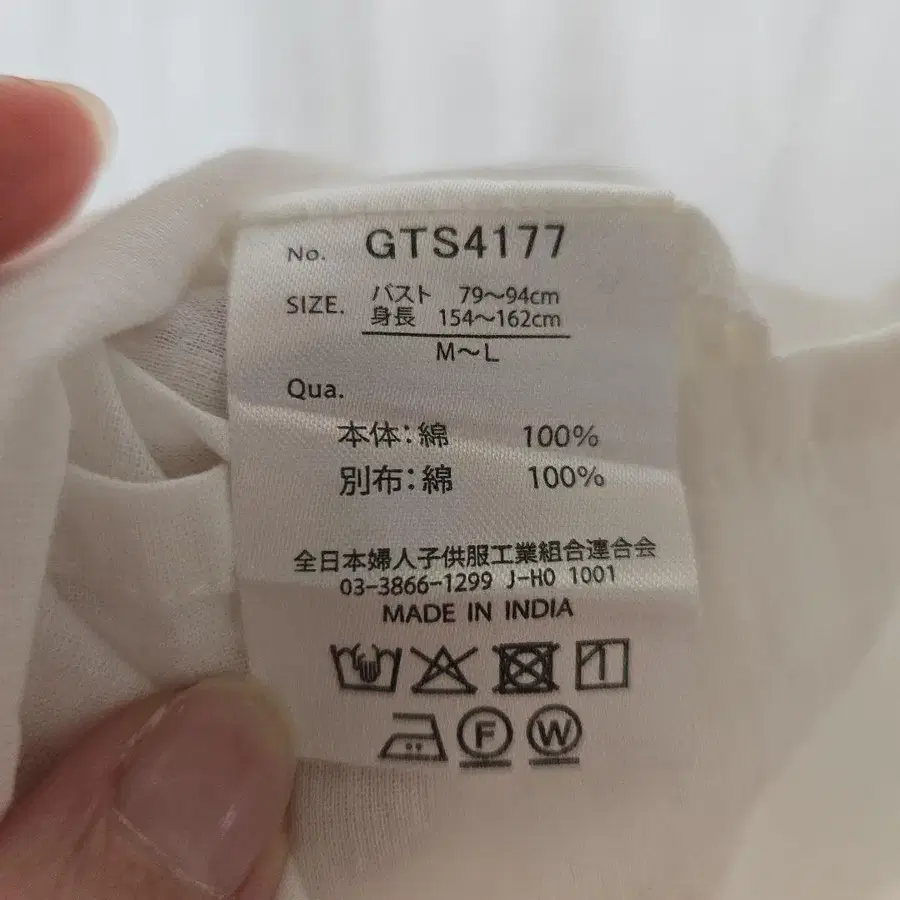 No. GTS4177
SIZE. バスト 79〜94cm
身長 154〜162cm
M〜L
Qua.
本体:綿 100%
別布:綿 100%
全日本婦人子供服工業組合連合会
03-3866-1299 J-HO 1001
MADE IN INDIA
F W